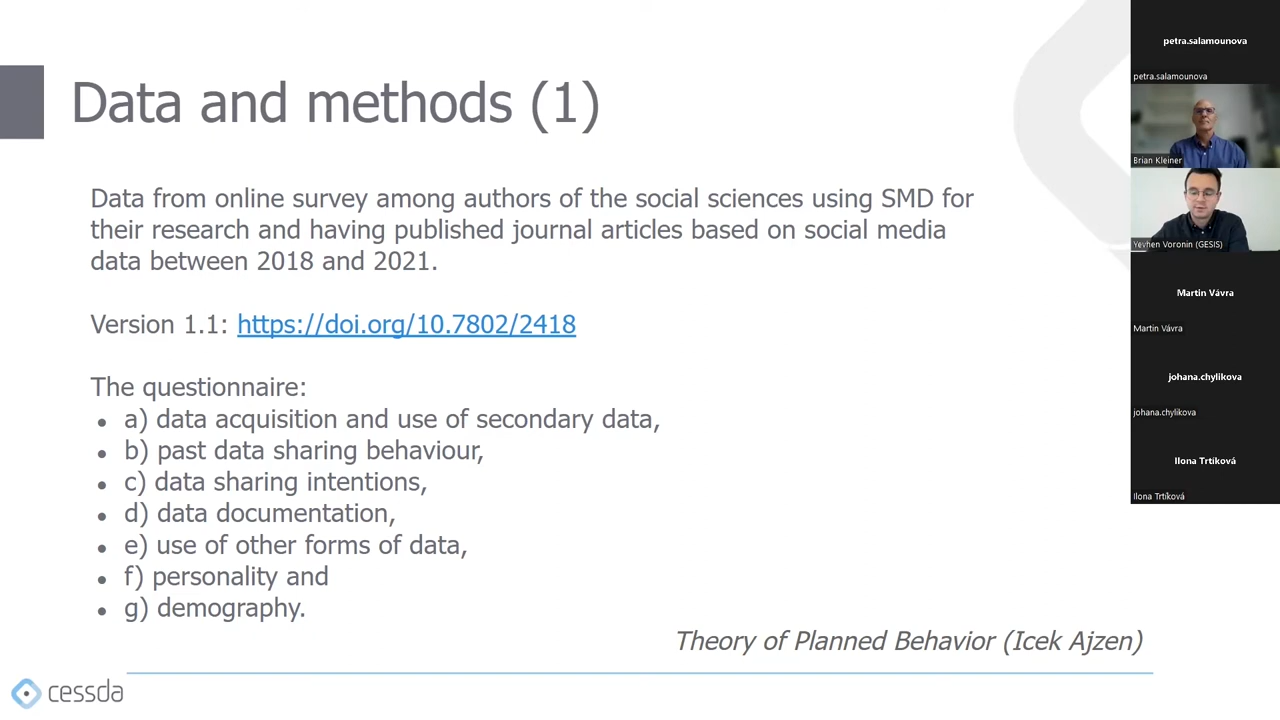 Data and methods (1)
Data from online survey among authors of the social sciences using SMD for
their research and having published journal articles based on social media
data between 2018 and 2021.
Version 1.1: https://doi.org/10.7802/2418
The questionnaire:
• a) data acquisition and use of secondary data,
• b) past data sharing behaviour,
• c) data sharing intentions,
• d) data documentation,
• e) use of other forms of data,
• f) personality and
• g) demography.
Theory of Planned Behavior (Icek Ajzen)
cessda
petra.salamounova
petra.salamounova
Brian Kleiner
Yevhen Voronin (GESIS)
Martin Vávra
Martin Vávra
johana.chylikova
johana.chylikova
Ilona Trtíková
Ilona Trtíková